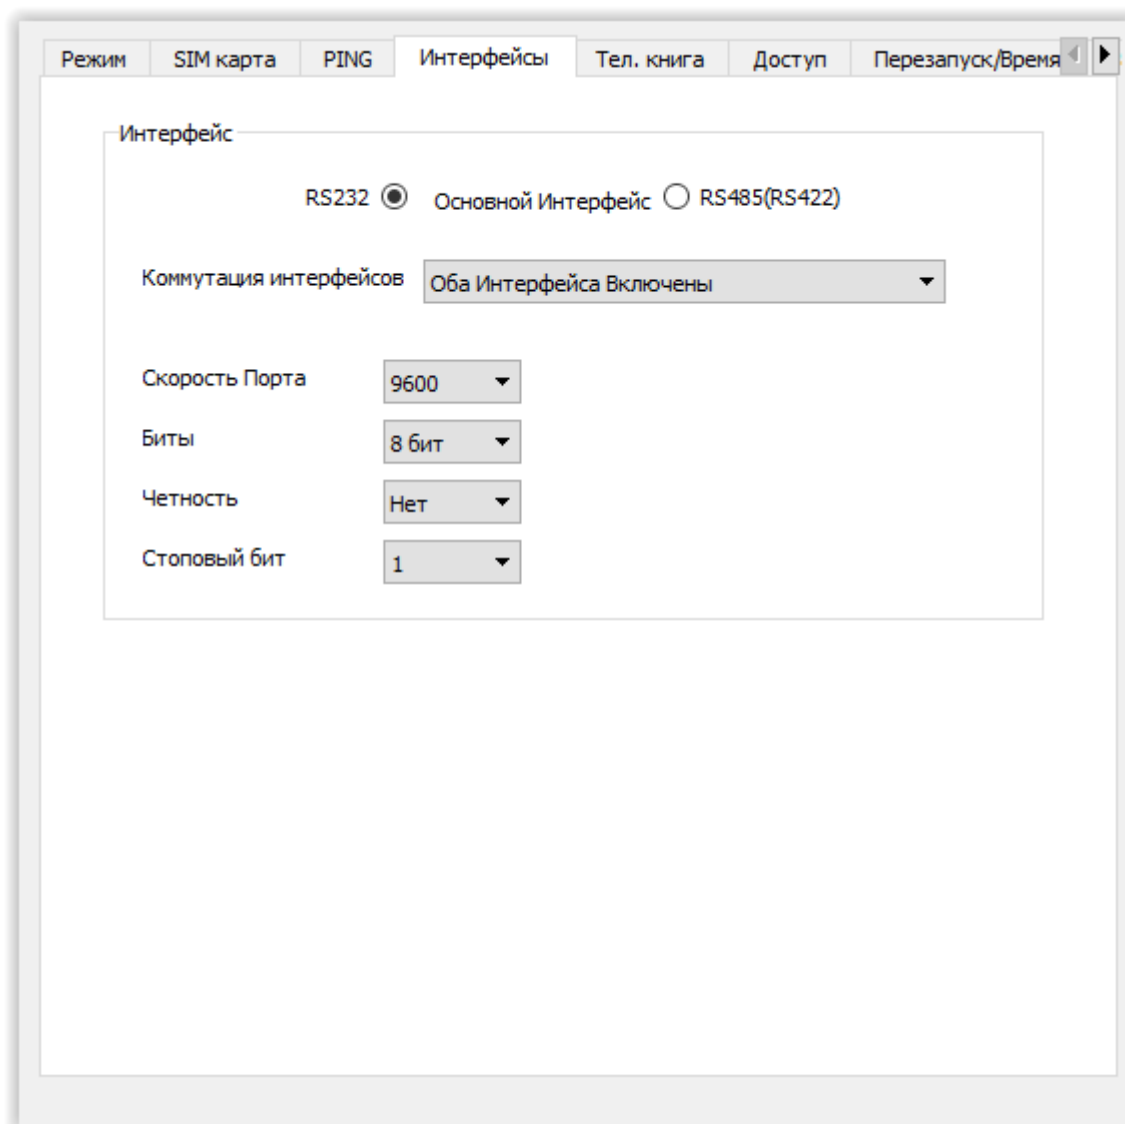 Режим SIM карта PING Интерфейсы Тел. книга Доступ Перезапуск/Время
Интерфейс
RS232 Основной Интерфейс RS485(RS422)
Коммутация интерфейсов Оба Интерфейса Включены
Скорость Порта 9600
Биты 8 бит
Четность Нет
Стоповый бит 1